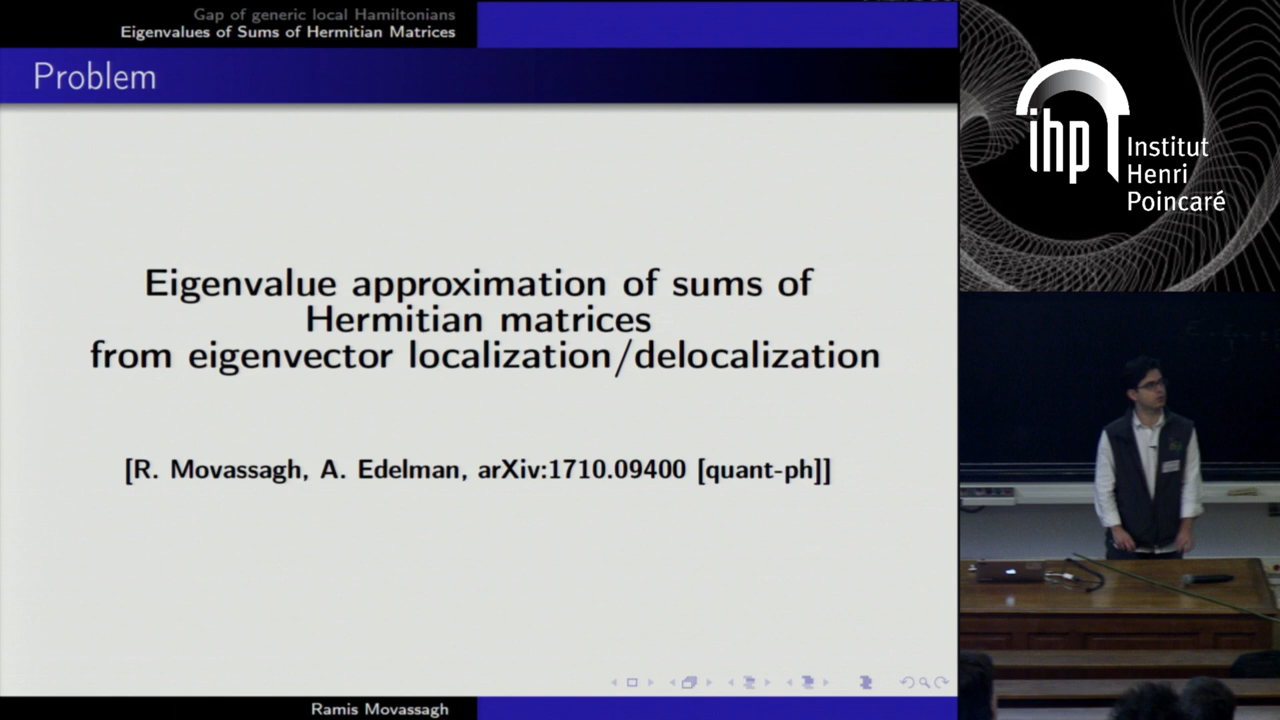 Gap of generic local Hamiltonians
Eigenvalues of Sums of Hermitian Matrices
Problem
Eigenvalue approximation of sums of
Hermitian matrices
from eigenvector localization/delocalization
[R. Movassagh, A. Edelman, arXiv:1710.09400 [quant-ph]]
Ramis Movassagh
ihp
Institut
Henri
Poincaré